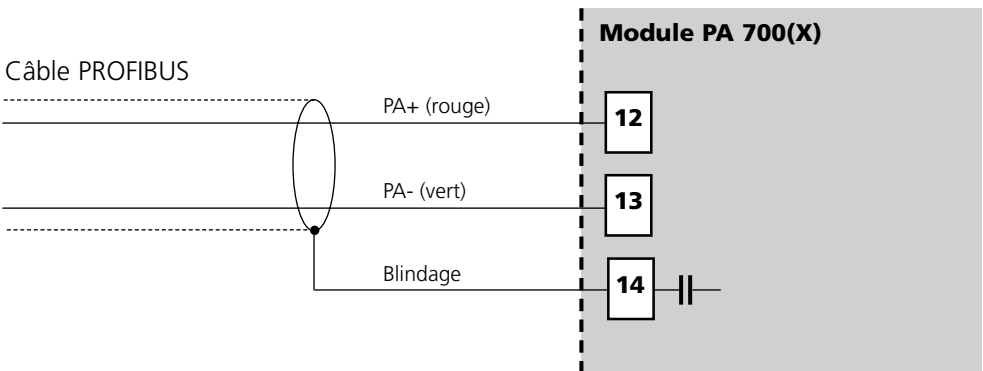 Module PA 700(X)
Câble PROFIBUS
PA+ (rouge)
12
PA- (vert)
13
Blindage
14